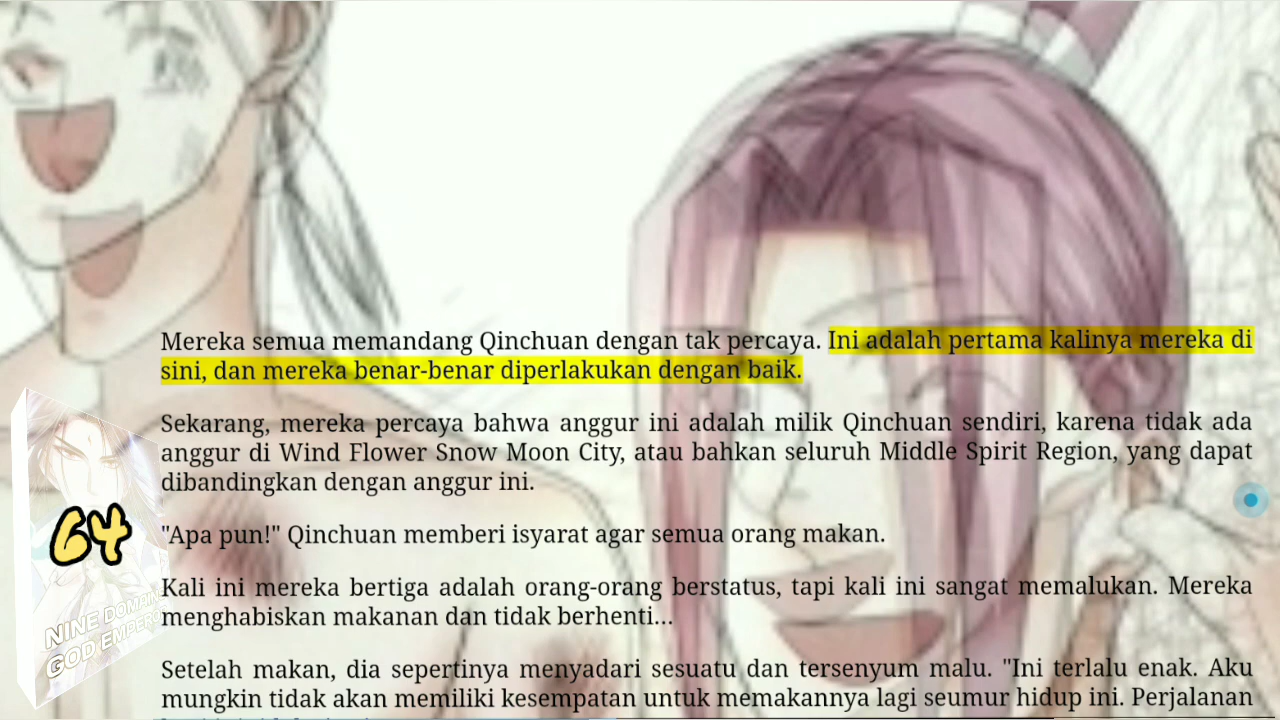 Mereka semua memandang Qinchuan dengan tak percaya. Ini adalah pertama kalinya mereka di
sini, dan mereka benar-benar diperlakukan dengan baik.
Sekarang, mereka percaya bahwa anggur ini adalah milik Qinchuan sendiri, karena tidak ada
anggur di Wind Flower Snow Moon City, atau bahkan seluruh Middle Spirit Region, yang dapat
dibandingkan dengan anggur ini.
"Apa pun!" Qinchuan memberi isyarat agar semua orang makan.
Kali ini mereka bertiga adalah orang-orang berstatus, tapi kali ini sangat memalukan. Mereka
menghabiskan makanan dan tidak berhenti...
Setelah makan, dia sepertinya menyadari sesuatu dan tersenyum malu. "Ini terlalu enak. Aku
mungkin tidak akan memiliki kesempatan untuk memakannya lagi seumur hidup ini. Perjalanan
64
NINE DOMAIN
GOD EMPEROR